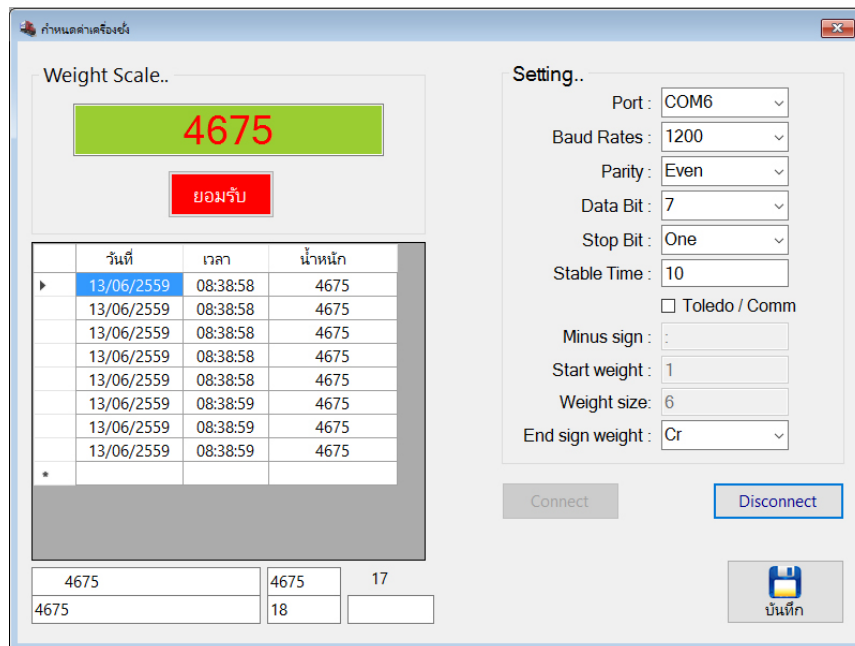 กำหนดค่าเครื่องชั่ง
Weight Scale..
4675
ยอมรับ
วันที่ เวลา น้ำหนัก
13/06/2559 08:38:58 4675
13/06/2559 08:38:58 4675
13/06/2559 08:38:58 4675
13/06/2559 08:38:58 4675
13/06/2559 08:38:58 4675
13/06/2559 08:38:59 4675
13/06/2559 08:38:59 4675
13/06/2559 08:38:59 4675
*
4675 4675 17
4675 18
Setting..
Port : COM6
Baud Rates : 1200
Parity : Even
Data Bit : 7
Stop Bit : One
Stable Time : 10
Toledo / Comm
Minus sign : :
Start weight : 1
Weight size: 6
End sign weight : Cr
Connect Disconnect
บันทึก